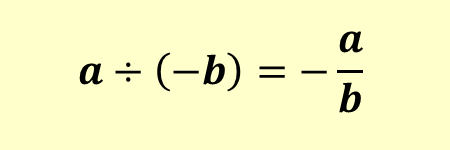 a ÷ (−b) = − a/b